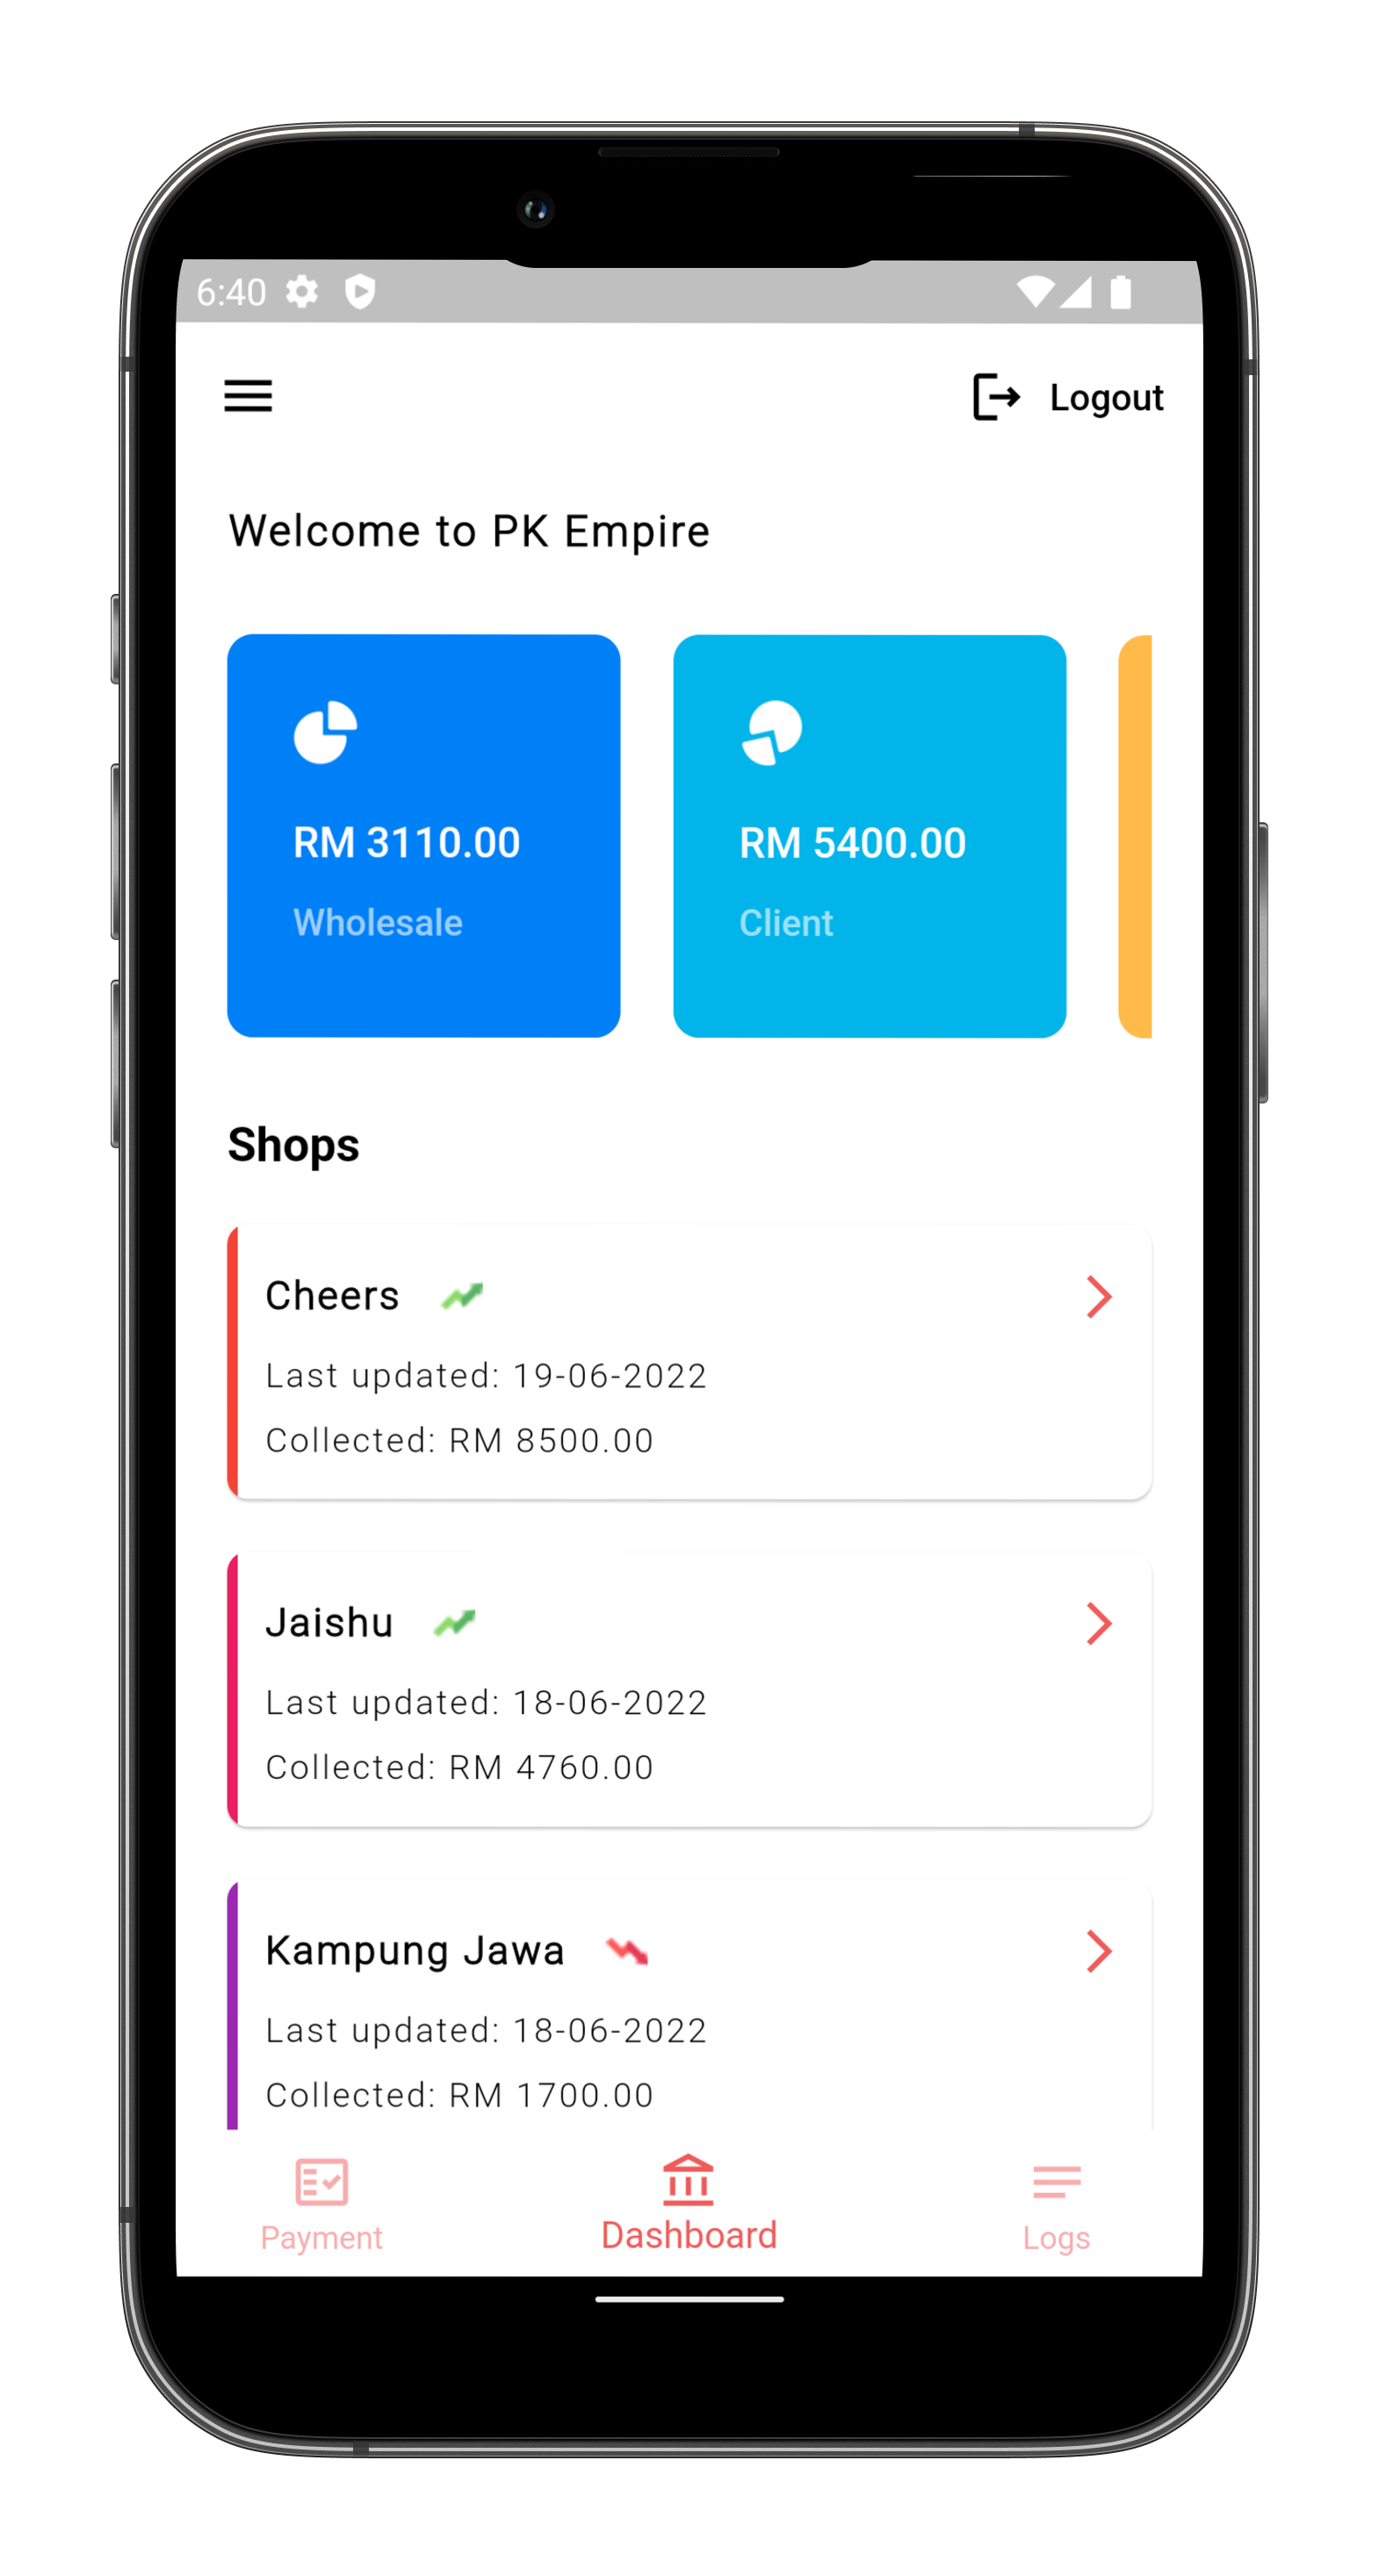 6:40
Logout
Welcome to PK Empire
RM 3110.00
Wholesale
RM 5400.00
Client
Shops
Cheers
Last updated: 19-06-2022
Collected: RM 8500.00
Jaishu
Last updated: 18-06-2022
Collected: RM 4760.00
Kampung Jawa
Last updated: 18-06-2022
Collected: RM 1700.00
Payment
Dashboard
Logs